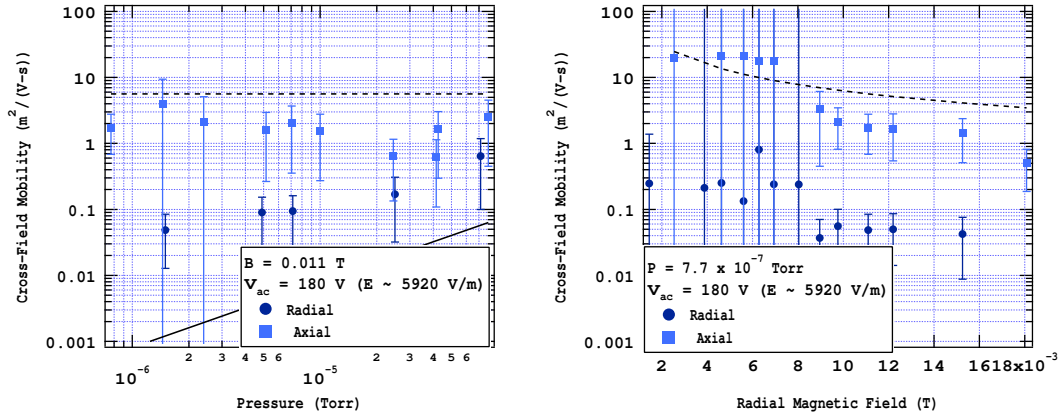 Cross-Field Mobility (m²/(V-s))
100
10
1
0.1
0.01
0.001
B = 0.011 T
V_ac = 180 V (E ~ 5920 V/m)
Radial
Axial
2 3 4 5 6 2 3 4 5 6
10⁻⁶ 10⁻⁵
Pressure (Torr)
Cross-Field Mobility (m²/(V-s))
100
10
1
0.1
0.01
0.001
P = 7.7 x 10⁻⁷ Torr
V_ac = 180 V (E ~ 5920 V/m)
Radial
Axial
2 4 6 8 10 12 14 1618x10⁻³
Radial Magnetic Field (T)